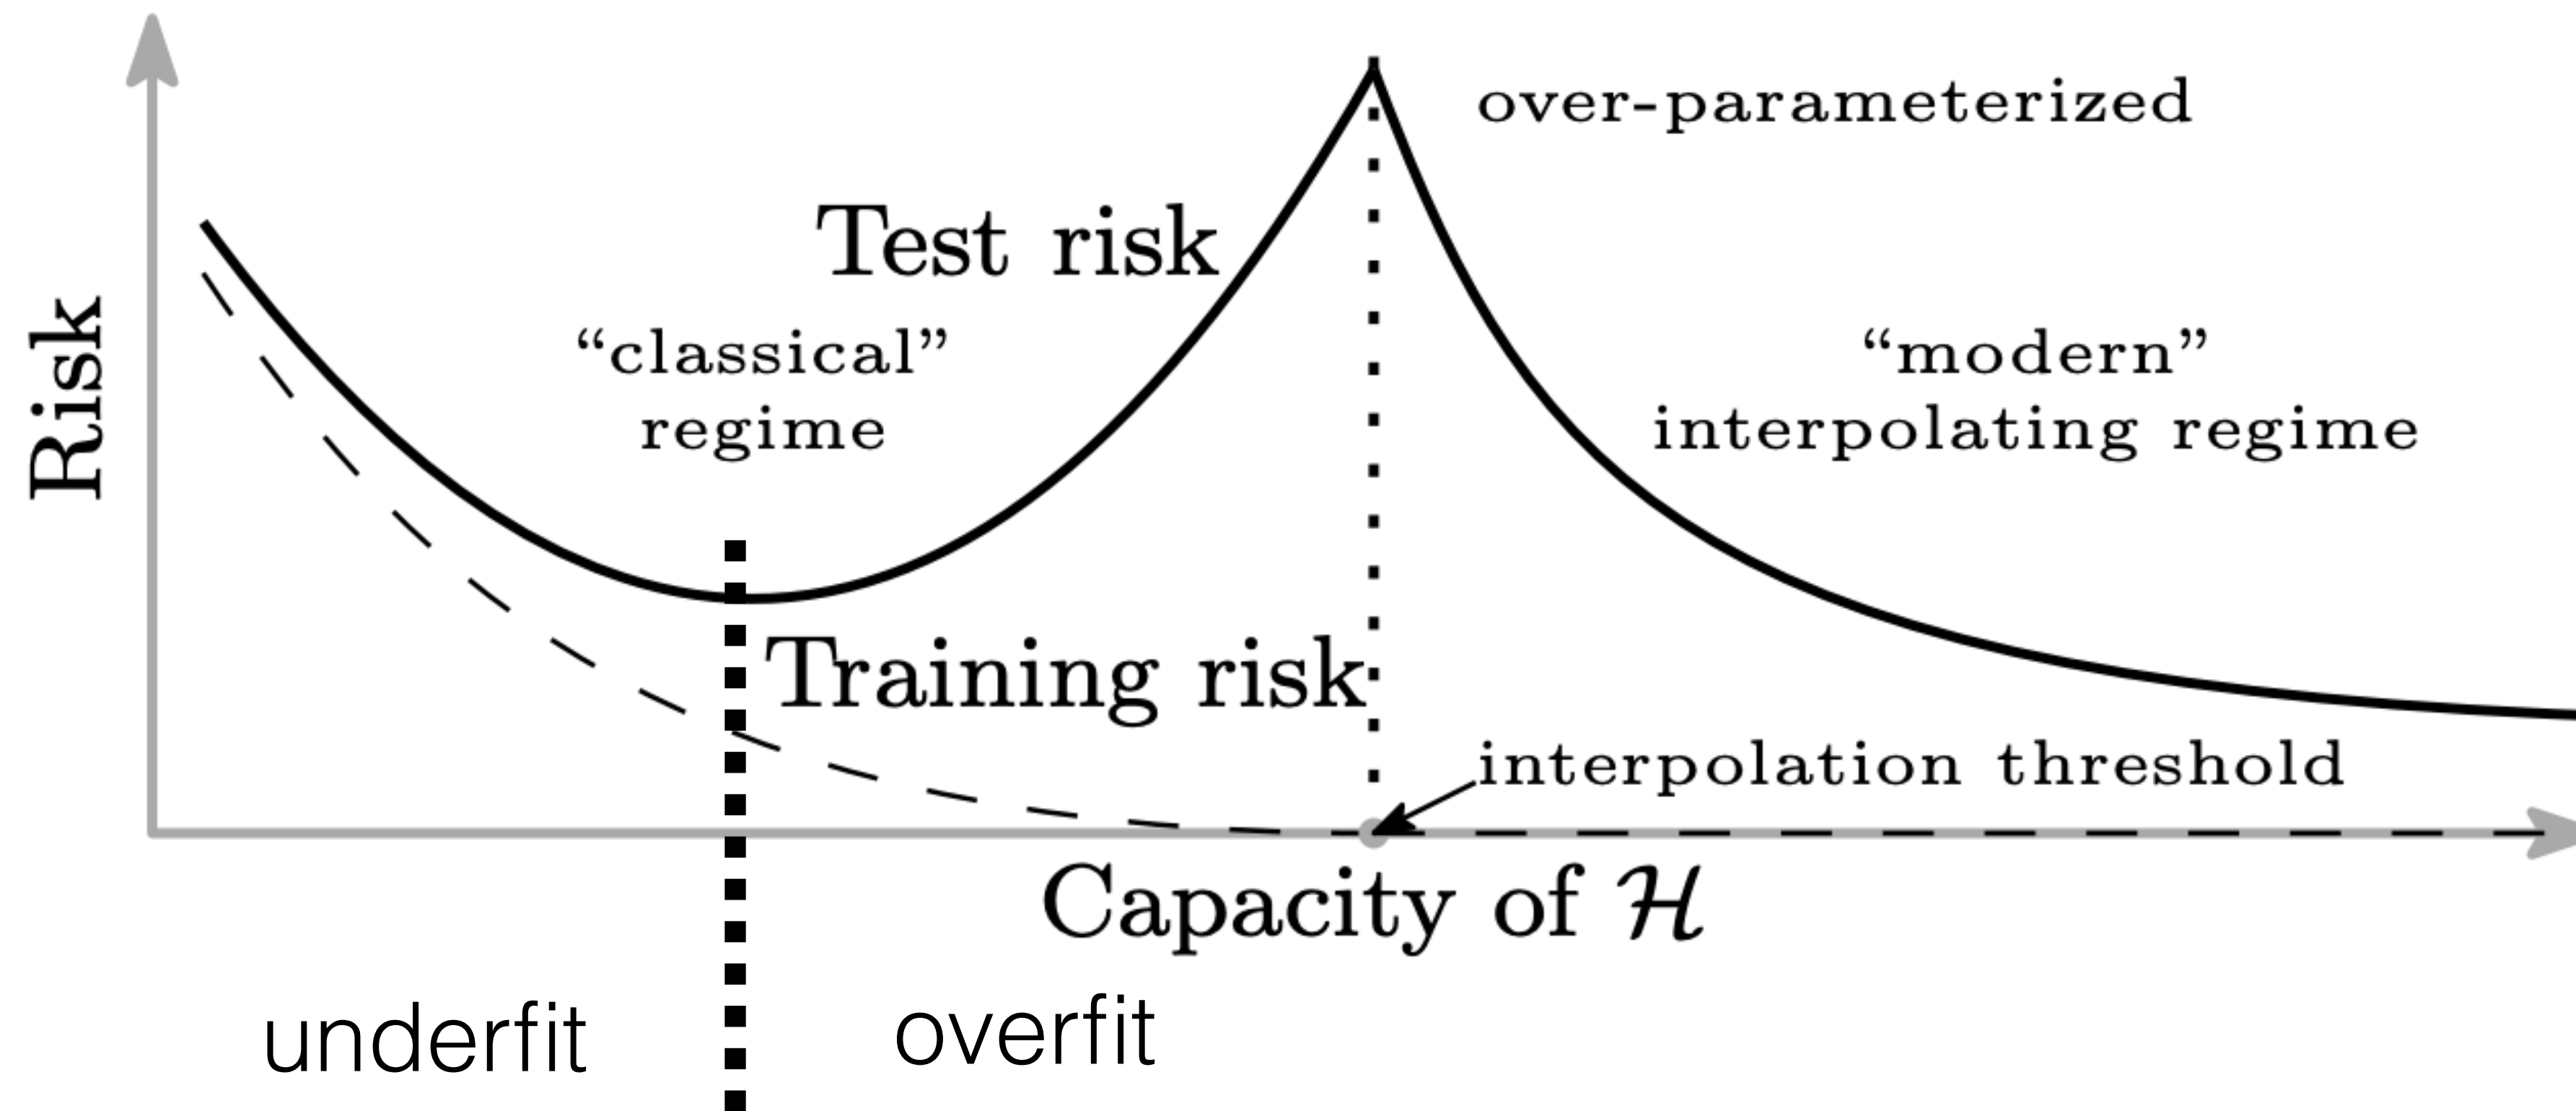 over-parameterized
Test risk
“classical”
regime
“modern”
interpolating regime
Risk
Training risk
interpolation threshold
Capacity of ℋ
underfit
overfit